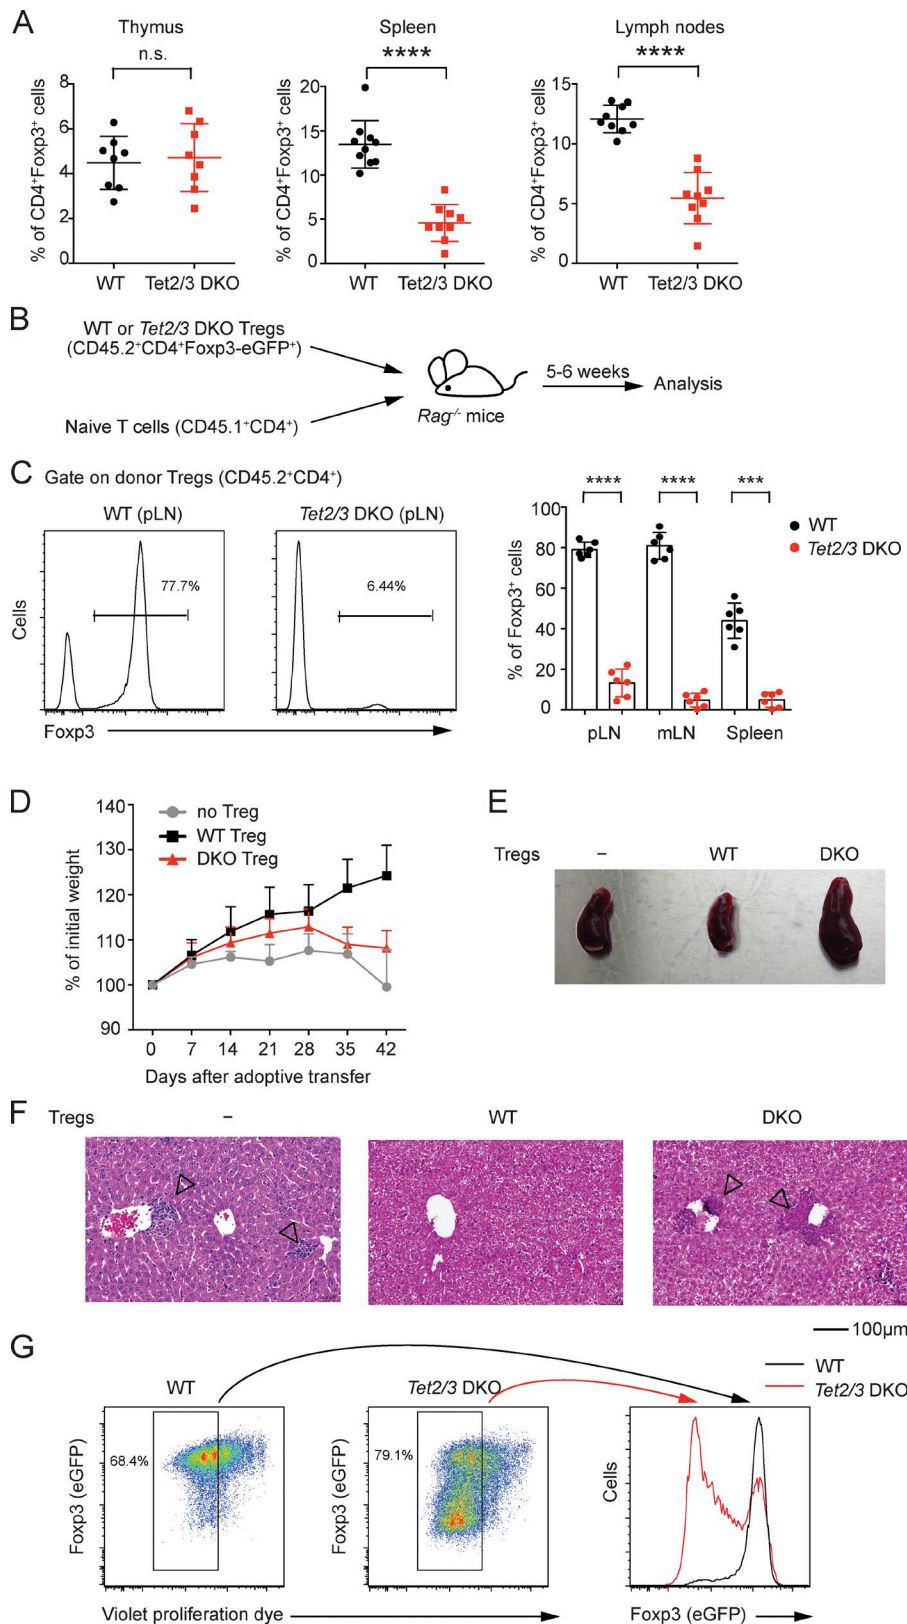 A
Thymus
Spleen
Lymph nodes
n.s.
****
****
% of CD4⁺Foxp3⁺ cells
8
6
4
2
0
WT
Tet2/3 DKO
% of CD4⁺Foxp3⁺ cells
20
15
10
5
0
WT
Tet2/3 DKO
% of CD4⁺Foxp3⁺ cells
15
10
5
0
WT
Tet2/3 DKO
B
WT or Tet2/3 DKO Tregs
(CD45.2⁺CD4⁺Foxp3-eGFP⁺)
Naive T cells (CD45.1⁺CD4⁺)
Rag⁻/⁻ mice
5-6 weeks
Analysis
C
Gate on donor Tregs (CD45.2⁺CD4⁺)
WT (pLN)
Tet2/3 DKO (pLN)
77.7%
6.44%
Cells
Foxp3
****
****
***
WT
Tet2/3 DKO
% of Foxp3⁺ cells
100
80
60
40
20
0
pLN
mLN
Spleen
D
no Treg
WT Treg
DKO Treg
% of initial weight
140
130
120
110
100
90
0
7
14
21
28
35
42
Days after adoptive transfer
E
Tregs
–
WT
DKO
F
Tregs
–
WT
DKO
100µm
G
WT
Tet2/3 DKO
WT
Tet2/3 DKO
68.4%
79.1%
Foxp3 (eGFP)
Foxp3 (eGFP)
Cells
Violet proliferation dye
Foxp3 (eGFP)